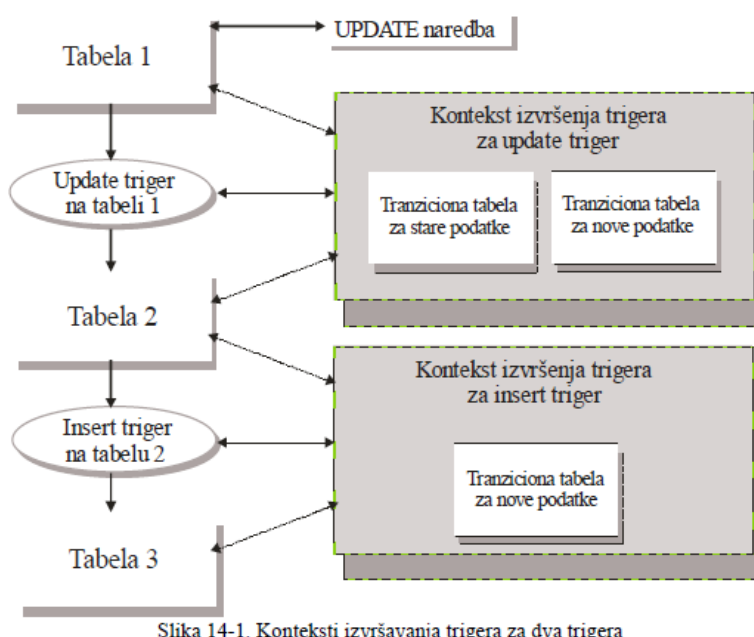 UPDATE naredba
Tabela 1
Kontekst izvršenja trigera
za update triger
Update triger
na tabeli 1
Tranziciona tabela
za stare podatke
Tranziciona tabela
za nove podatke
Tabela 2
Kontekst izvršenja trigera
za insert triger
Insert triger
na tabelu 2
Tranziciona tabela
za nove podatke
Tabela 3
Slika 14-1. Konteksti izvršavanja trigera za dva trigera